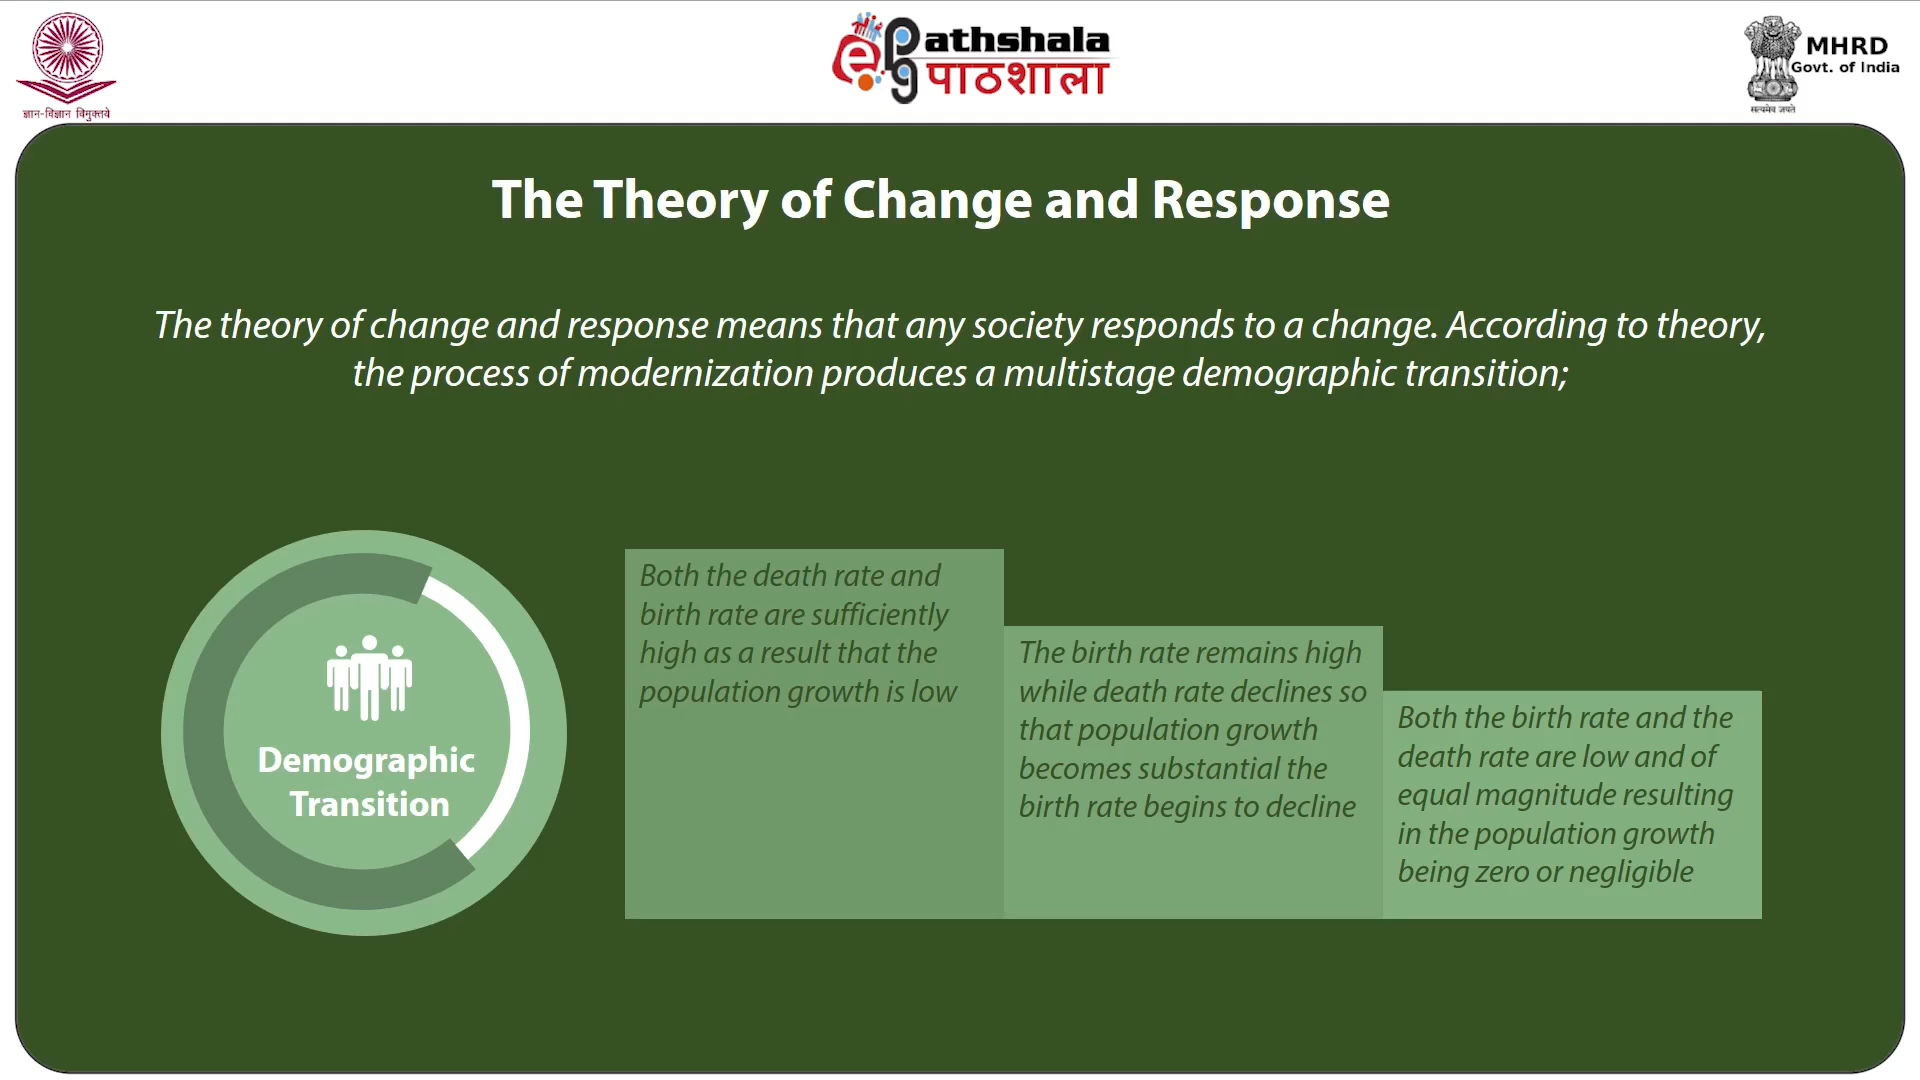 ज्ञान-विज्ञान विमुक्तये
e Pathshala
पाठशाला
MHRD
Govt. of India
सत्यमेव जयते
The Theory of Change and Response
The theory of change and response means that any society responds to a change. According to theory,
the process of modernization produces a multistage demographic transition;
Demographic
Transition
Both the death rate and
birth rate are sufficiently
high as a result that the
population growth is low
The birth rate remains high
while death rate declines so
that population growth
becomes substantial the
birth rate begins to decline
Both the birth rate and the
death rate are low and of
equal magnitude resulting
in the population growth
being zero or negligible